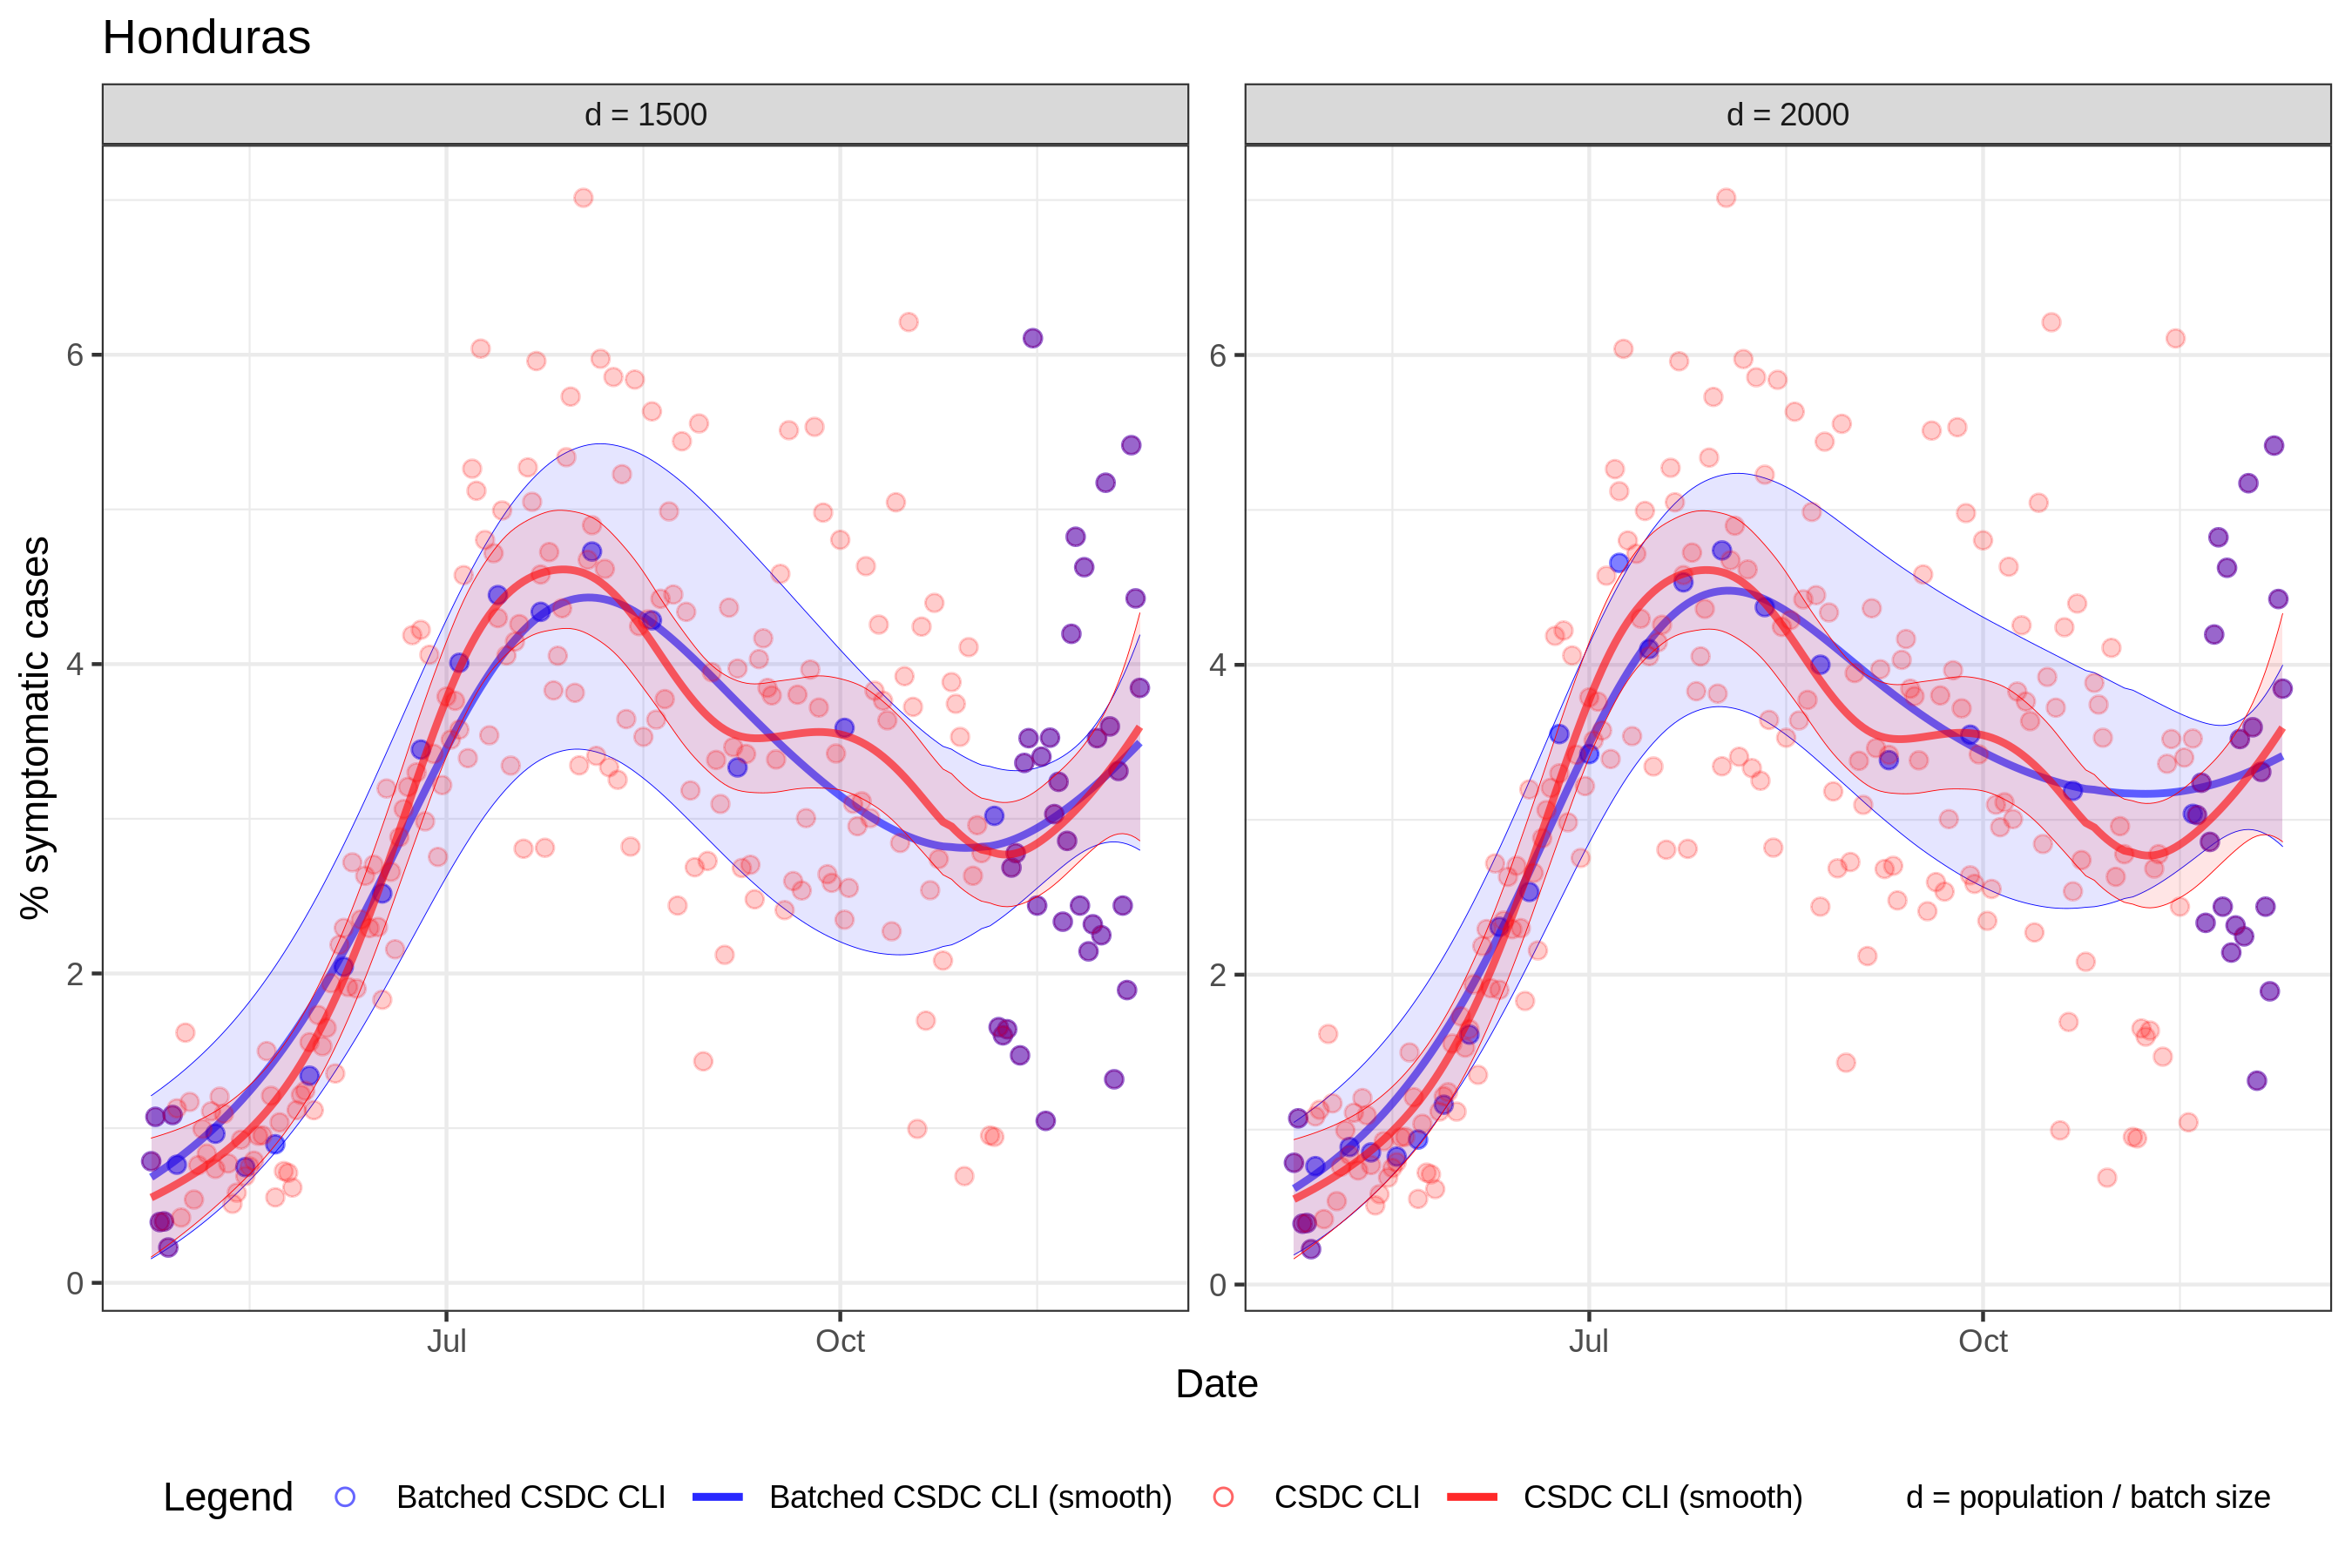 Honduras
d = 1500
d = 2000
% symptomatic cases
6
4
2
0
6
4
2
0
Jul
Oct
Jul
Oct
Date
Legend
Batched CSDC CLI
Batched CSDC CLI (smooth)
CSDC CLI
CSDC CLI (smooth)
d = population / batch size